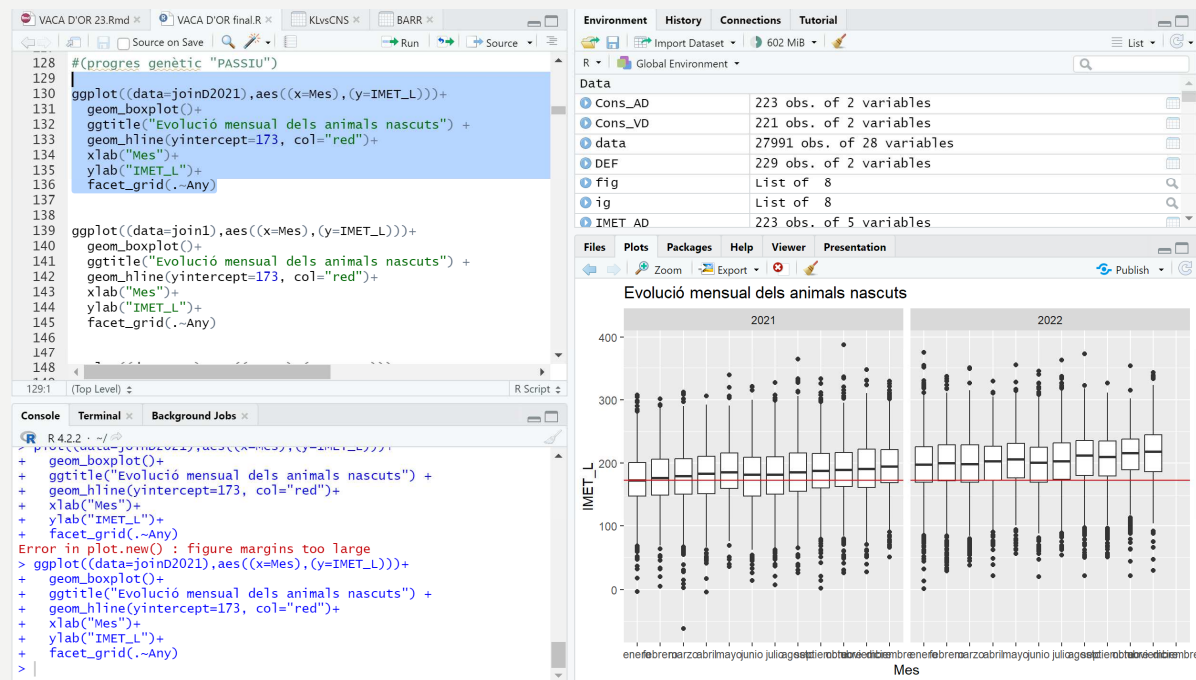 VACA D'OR 23.Rmd
VACA D'OR final.R
KLvsCNS
BARR
Source on Save
Run
Source
128 #(progres genètic "PASSIU")
129
130 ggplot((data=joinD2021),aes((x=Mes),(y=IMET_L)))+
131 geom_boxplot()+
132 ggtitle("Evolució mensual dels animals nascuts") +
133 geom_hline(yintercept=173, col="red")+
134 xlab("Mes")+
135 ylab("IMET_L")+
136 facet_grid(.~Any)
137
138
139 ggplot((data=join1),aes((x=Mes),(y=IMET_L)))+
140 geom_boxplot()+
141 ggtitle("Evolució mensual dels animals nascuts") +
142 geom_hline(yintercept=173, col="red")+
143 xlab("Mes")+
144 ylab("IMET_L")+
145 facet_grid(.~Any)
146
147
148
129:1 (Top Level) R Script
Console Terminal Background Jobs
R 4.2.2 · ~/
+ geom_boxplot()+
+ ggtitle("Evolució mensual dels animals nascuts") +
+ geom_hline(yintercept=173, col="red")+
+ xlab("Mes")+
+ ylab("IMET_L")+
+ facet_grid(.~Any)
Error in plot.new() : figure margins too large
> ggplot((data=joinD2021),aes((x=Mes),(y=IMET_L)))+
+ geom_boxplot()+
+ ggtitle("Evolució mensual dels animals nascuts") +
+ geom_hline(yintercept=173, col="red")+
+ xlab("Mes")+
+ ylab("IMET_L")+
+ facet_grid(.~Any)
>
Environment History Connections Tutorial
Import Dataset 602 MiB List
R Global Environment
Data
Cons_AD 223 obs. of 2 variables
Cons_VD 221 obs. of 2 variables
data 27991 obs. of 28 variables
DEF 229 obs. of 2 variables
fig List of 8
ig List of 8
IMET_AD 223 obs. of 5 variables
Files Plots Packages Help Viewer Presentation
Zoom Export Publish
Evolució mensual dels animals nascuts
2021 2022
400
300
200
100
0
IMET_L
Mes